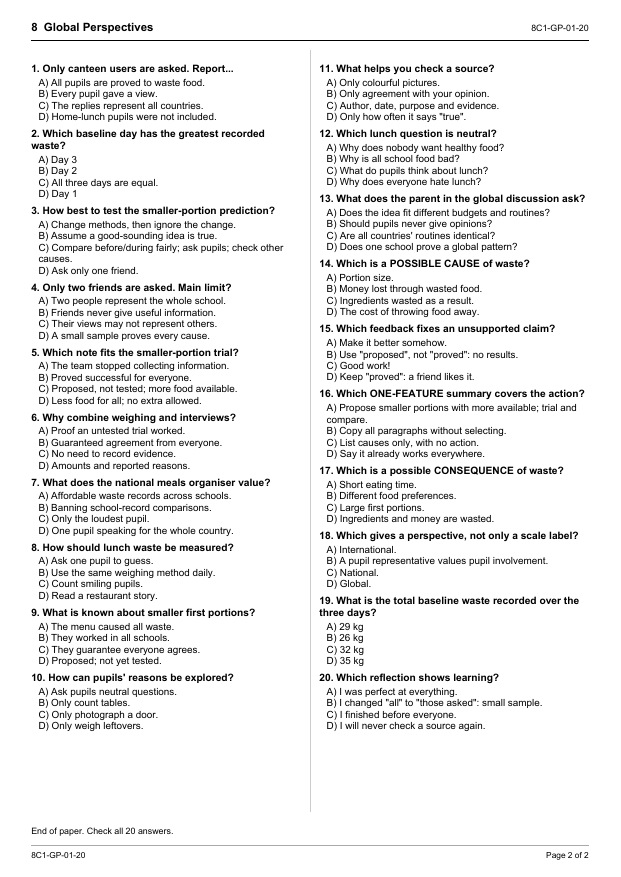 8 Global Perspectives
8C1-GP-01-20
1. Only canteen users are asked. Report...
A) All pupils are proved to waste food.
B) Every pupil gave a view.
C) The replies represent all countries.
D) Home-lunch pupils were not included.
2. Which baseline day has the greatest recorded
waste?
A) Day 3
B) Day 2
C) All three days are equal.
D) Day 1
3. How best to test the smaller-portion prediction?
A) Change methods, then ignore the change.
B) Assume a good-sounding idea is true.
C) Compare before/during fairly; ask pupils; check other
causes.
D) Ask only one friend.
4. Only two friends are asked. Main limit?
A) Two people represent the whole school.
B) Friends never give useful information.
C) Their views may not represent others.
D) A small sample proves every cause.
5. Which note fits the smaller-portion trial?
A) The team stopped collecting information.
B) Proved successful for everyone.
C) Proposed, not tested; more food available.
D) Less food for all; no extra allowed.
6. Why combine weighing and interviews?
A) Proof an untested trial worked.
B) Guaranteed agreement from everyone.
C) No need to record evidence.
D) Amounts and reported reasons.
7. What does the national meals organiser value?
A) Affordable waste records across schools.
B) Banning school-record comparisons.
C) Only the loudest pupil.
D) One pupil speaking for the whole country.
8. How should lunch waste be measured?
A) Ask one pupil to guess.
B) Use the same weighing method daily.
C) Count smiling pupils.
D) Read a restaurant story.
9. What is known about smaller first portions?
A) The menu caused all waste.
B) They worked in all schools.
C) They guarantee everyone agrees.
D) Proposed; not yet tested.
10. How can pupils' reasons be explored?
A) Ask pupils neutral questions.
B) Only count tables.
C) Only photograph a door.
D) Only weigh leftovers.
11. What helps you check a source?
A) Only colourful pictures.
B) Only agreement with your opinion.
C) Author, date, purpose and evidence.
D) Only how often it says "true".
12. Which lunch question is neutral?
A) Why does nobody want healthy food?
B) Why is all school food bad?
C) What do pupils think about lunch?
D) Why does everyone hate lunch?
13. What does the parent in the global discussion ask?
A) Does the idea fit different budgets and routines?
B) Should pupils never give opinions?
C) Are all countries' routines identical?
D) Does one school prove a global pattern?
14. Which is a POSSIBLE CAUSE of waste?
A) Portion size.
B) Money lost through wasted food.
C) Ingredients wasted as a result.
D) The cost of throwing food away.
15. Which feedback fixes an unsupported claim?
A) Make it better somehow.
B) Use "proposed", not "proved": no results.
C) Good work!
D) Keep "proved": a friend likes it.
16. Which ONE-FEATURE summary covers the action?
A) Propose smaller portions with more available; trial and
compare.
B) Copy all paragraphs without selecting.
C) List causes only, with no action.
D) Say it already works everywhere.
17. Which is a possible CONSEQUENCE of waste?
A) Short eating time.
B) Different food preferences.
C) Large first portions.
D) Ingredients and money are wasted.
18. Which gives a perspective, not only a scale label?
A) International.
B) A pupil representative values pupil involvement.
C) National.
D) Global.
19. What is the total baseline waste recorded over the
three days?
A) 29 kg
B) 26 kg
C) 32 kg
D) 35 kg
20. Which reflection shows learning?
A) I was perfect at everything.
B) I changed "all" to "those asked": small sample.
C) I finished before everyone.
D) I will never check a source again.
End of paper. Check all 20 answers.
8C1-GP-01-20
Page 2 of 2